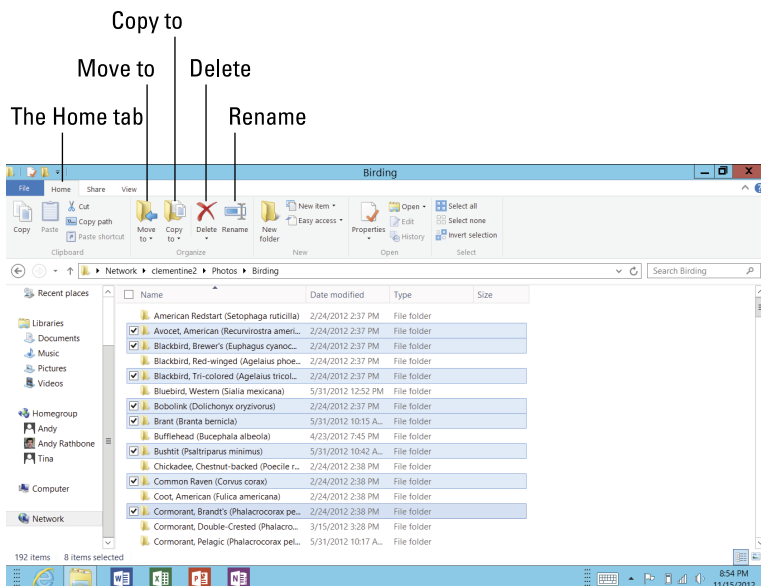 Copy to
Move to Delete
The Home tab Rename
Birding
File Home Share View
Copy Paste Cut Copy path Paste shortcut
Move to Copy to Delete Rename
New folder New item Easy access
Properties Open Edit History
Select all Select none Invert selection
Clipboard Organize New Open Select
Network clementine2 Photos Birding Search Birding
Recent places
Libraries
Documents
Music
Pictures
Videos
Homegroup
Andy
Andy Rathbone
Tina
Computer
Network
Name Date modified Type Size
American Redstart (Setophaga ruticilla) 2/24/2012 2:37 PM File folder
Avocet, American (Recurvirostra ameri... 2/24/2012 2:37 PM File folder
Blackbird, Brewer's (Euphagus cyanoc... 2/24/2012 2:37 PM File folder
Blackbird, Red-winged (Agelaius phoe... 2/24/2012 2:37 PM File folder
Blackbird, Tri-colored (Agelaius tricol... 2/24/2012 2:37 PM File folder
Bluebird, Western (Sialia mexicana) 5/31/2012 12:52 PM File folder
Bobolink (Dolichonyx oryzivorus) 2/24/2012 2:37 PM File folder
Brant (Branta bernicla) 5/31/2012 10:15 A... File folder
Bufflehead (Bucephala albeola) 4/23/2012 7:45 PM File folder
Bushtit (Psaltriparus minimus) 5/31/2012 10:42 A... File folder
Chickadee, Chestnut-backed (Poecile r... 2/24/2012 2:38 PM File folder
Common Raven (Corvus corax) 2/24/2012 2:38 PM File folder
Coot, American (Fulica americana) 2/24/2012 2:38 PM File folder
Cormorant, Brandt's (Phalacrocorax pe... 2/24/2012 2:38 PM File folder
Cormorant, Double-Crested (Phalacro... 3/15/2012 3:28 PM File folder
Cormorant, Pelagic (Phalacrocorax pel... 5/31/2012 10:17 A... File folder
192 items 8 items selected
8:54 PM
11/15/2012